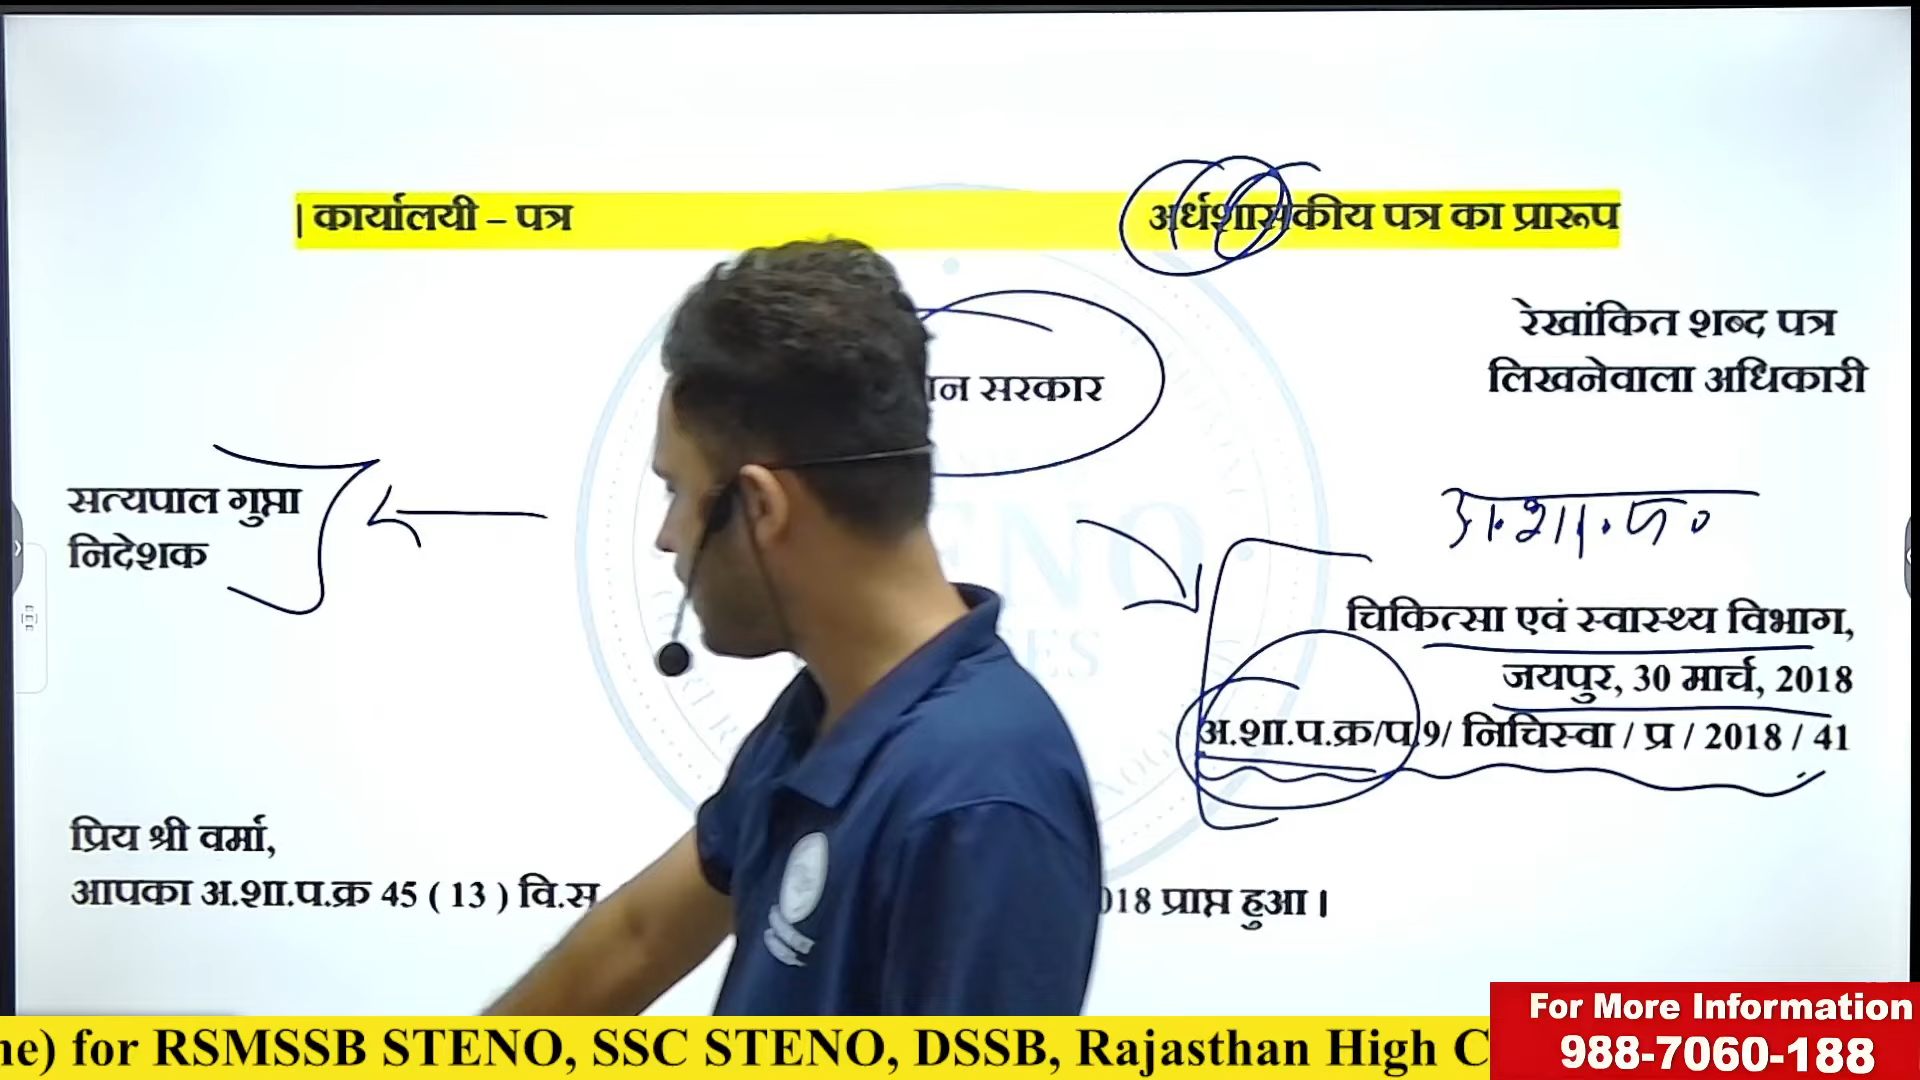 | कार्यालयी – पत्र
अर्धशासकीय पत्र का प्रारूप
रेखांकित शब्द पत्र
लिखनेवाला अधिकारी
सरकार
सत्यपाल गुप्ता
निदेशक
अ.शा.प०
चिकित्सा एवं स्वास्थ्य विभाग,
जयपुर, 30 मार्च, 2018
अ.शा.प.क्र/प.9/ निचिस्वा / प्र / 2018 / 41
प्रिय श्री वर्मा,
आपका अ.शा.प.क्र 45 ( 13 ) वि.स 018 प्राप्त हुआ।
for RSMSSB STENO, SSC STENO, DSSB, Rajasthan High
For More Information
988-7060-188